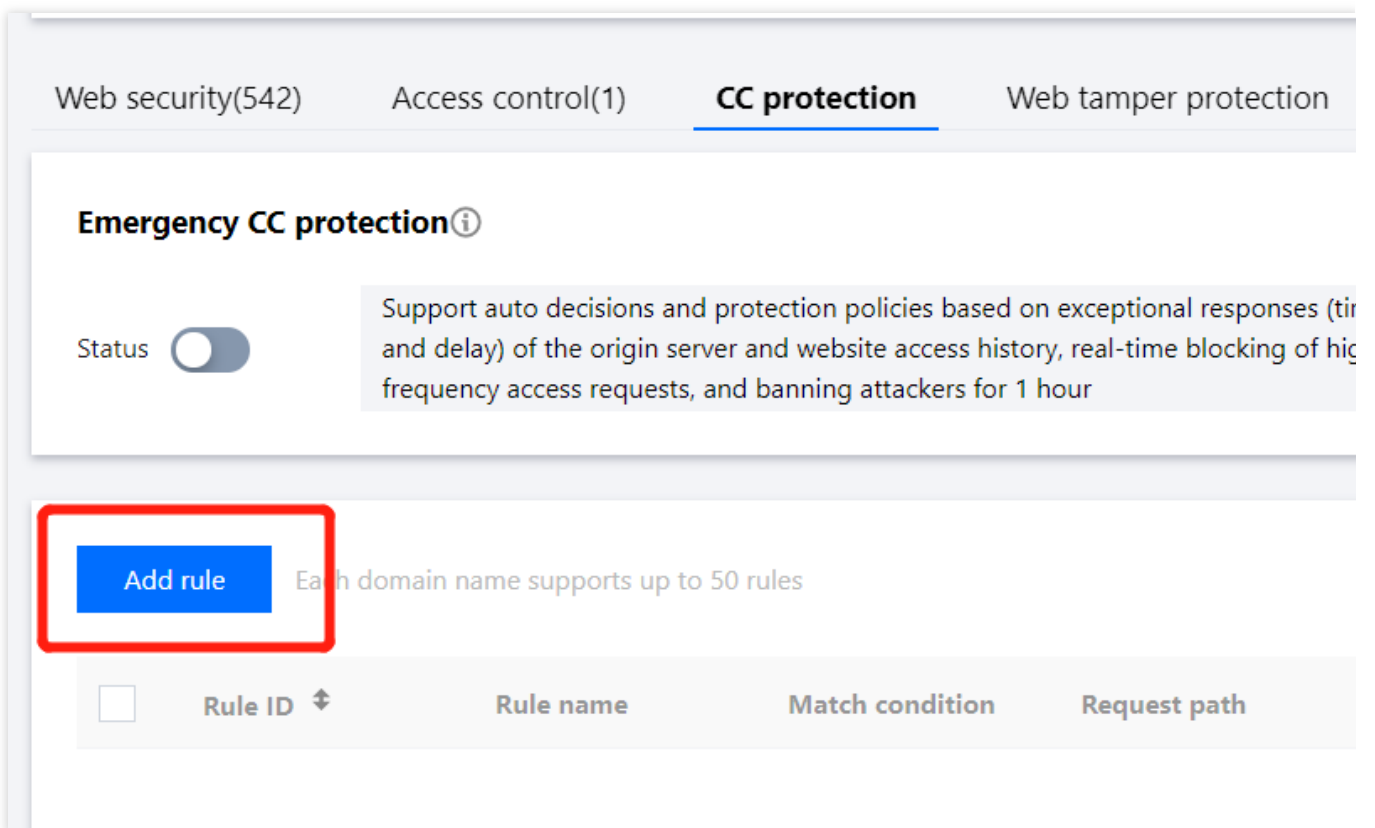 Web security(542) Access control(1) CC protection Web tamper protection
Emergency CC protection
Status
Support auto decisions and protection policies based on exceptional responses
and delay) of the origin server and website access history, real-time blocking of
frequency access requests, and banning attackers for 1 hour
Add rule Each domain name supports up to 50 rules
Rule ID Rule name Match condition Request path